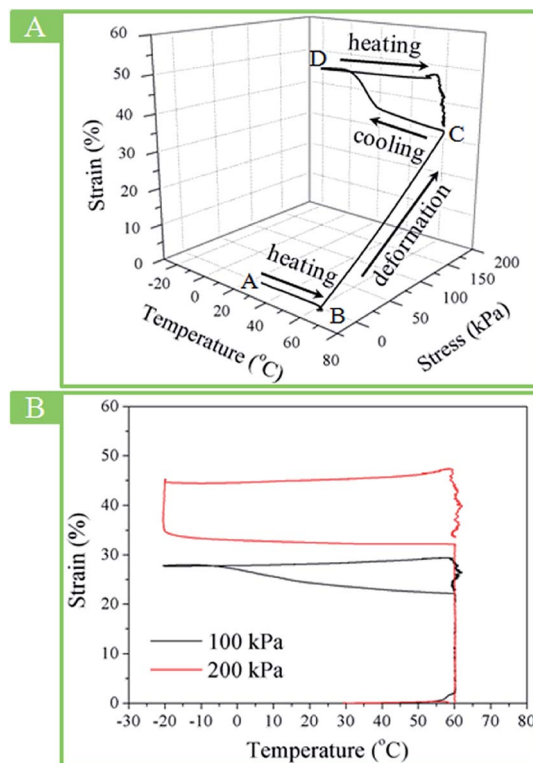 A
60
50
40
30
20
10
0
Strain (%)
-20
0
20
40
60
80
Temperature (°C)
0
50
100
150
200
Stress (kPa)
heating
D
C
cooling
deformation
heating
A
B
B
60
50
40
30
20
10
0
Strain (%)
100 kPa
200 kPa
-30 -20 -10 0 10 20 30 40 50 60 70 80
Temperature (°C)